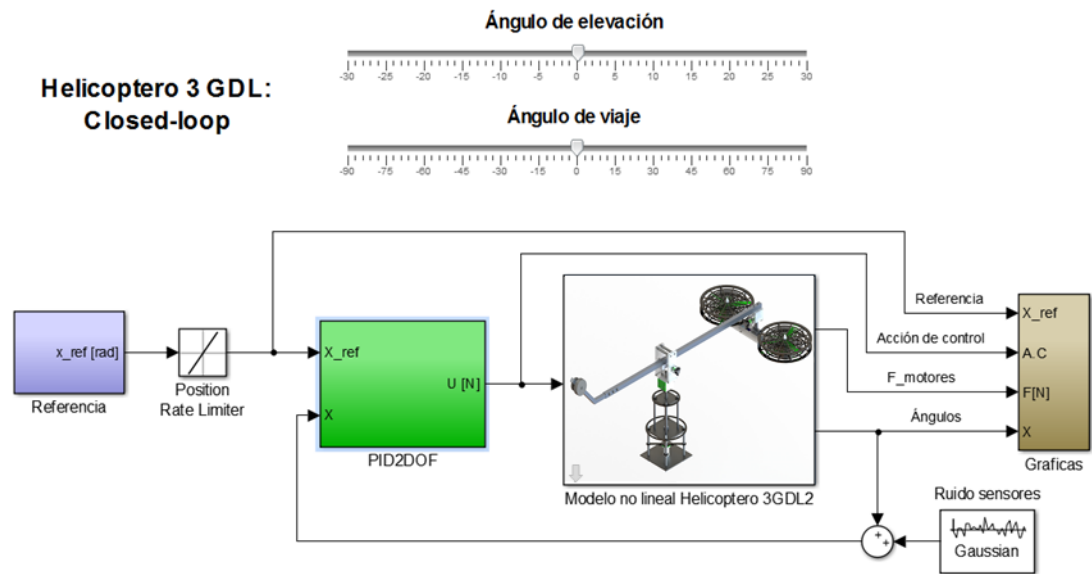 Ángulo de elevación
-30 -25 -20 -15 -10 -5 0 5 10 15 20 25 30
Helicoptero 3 GDL:
Closed-loop
Ángulo de viaje
-90 -75 -60 -45 -30 -15 0 15 30 45 60 75 90
Referencia
X_ref
x_ref [rad]
X_ref
Acción de control
A.C
U [N]
Position
Rate Limiter
F_motores
F[N]
Referencia
X
Ángulos
X
PID2DOF
Graficas
Modelo no lineal Helicoptero 3GDL2
Ruido sensores
+
+
Gaussian